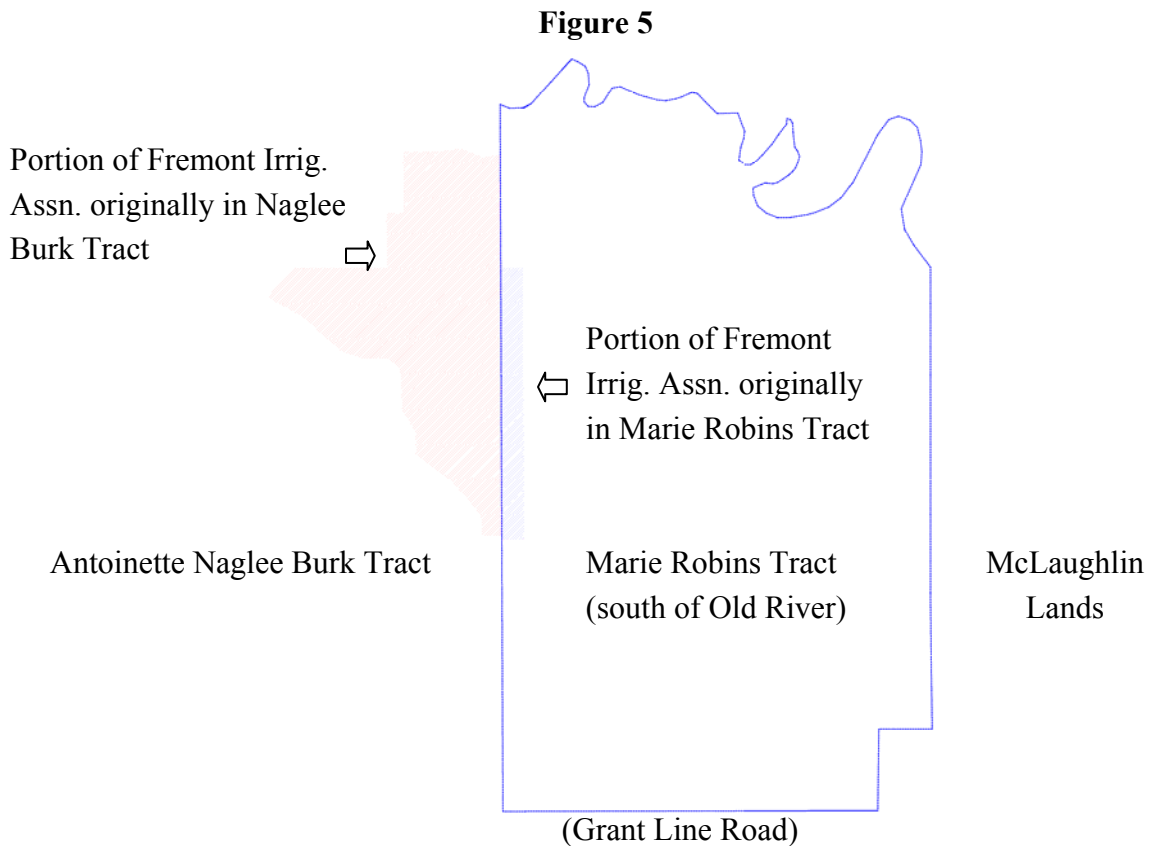 Figure 5
Portion of Fremont Irrig.
Assn. originally in Naglee
Burk Tract
Portion of Fremont
Irrig. Assn. originally
in Marie Robins Tract
Antoinette Naglee Burk Tract
Marie Robins Tract
(south of Old River)
McLaughlin
Lands
(Grant Line Road)